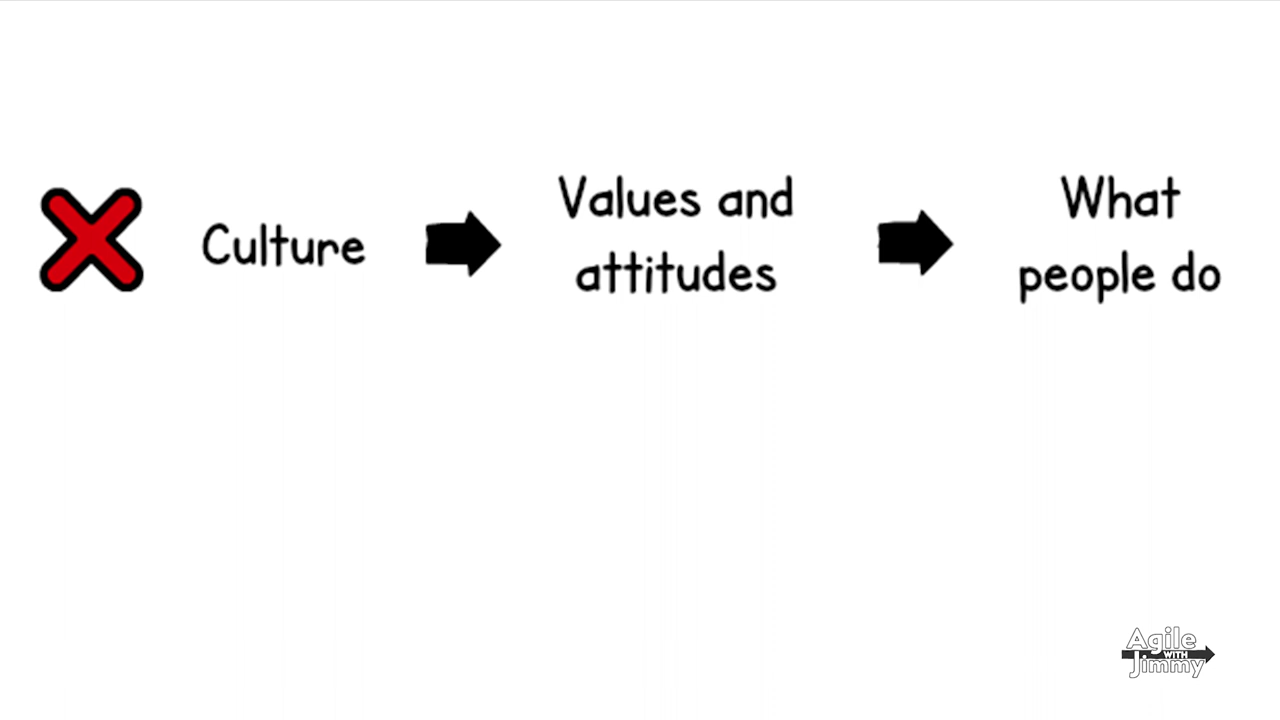 Culture
Values and
attitudes
What
people do
Agile
WITH
Jimmy